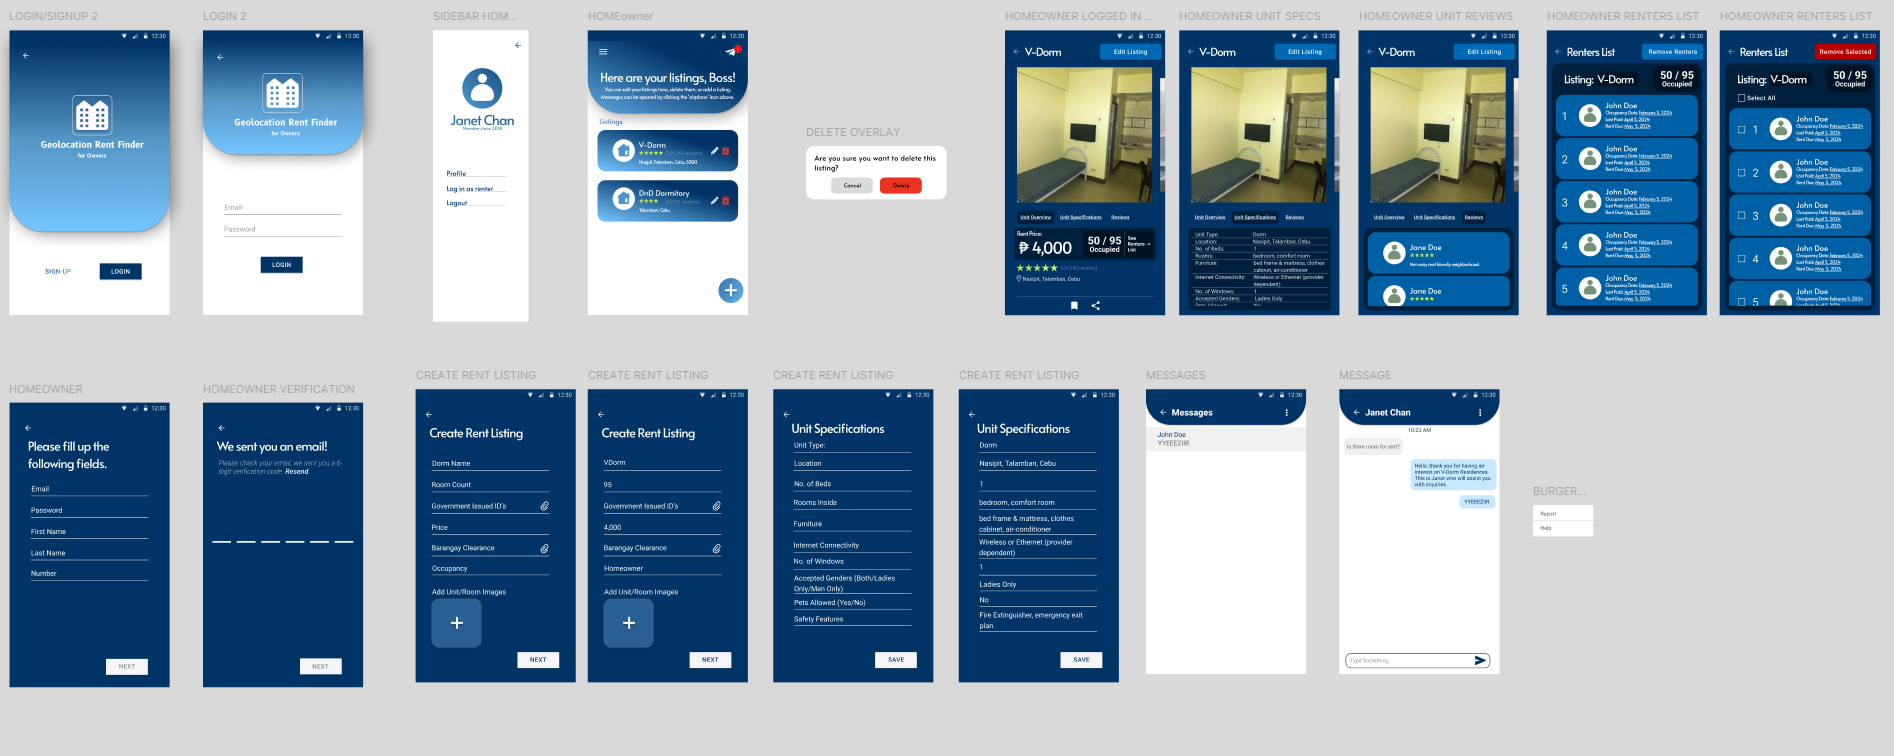 LOGIN/SIGNUP 2
12:30
Geolocation Rent Finder
for Owners
SIGN-UP
LOGIN
LOGIN 2
12:30
Geolocation Rent Finder
for Owners
Email
Password
LOGIN
SIDEBAR HOM...
Janet Chan
Member since 2018
Profile
Log in as renter
Logout
HOMEowner
12:30
Here are your listings, Boss!
You can edit your listings here, delete them, or add a listing.
Messages can be opened by clicking the 'airplane' icon above.
Listings
V-Dorm
5.0 (145 reviews)
Nasipit, Talamban, Cebu 6000
DnD Dormitory
4.0 (21 reviews)
Talamban, Cebu
DELETE OVERLAY
Are you sure you want to delete this
listing?
Cancel
Delete
HOMEOWNER LOGGED IN ...
12:30
V-Dorm
Edit Listing
Unit Overview
Unit Specifications
Reviews
Rent Price:
₱ 4,000
50 / 95
Occupied
See
Renters →
List
5.0 (145 reviews)
Nasipit, Talamban, Cebu
HOMEOWNER UNIT SPECS
12:30
V-Dorm
Edit Listing
Unit Overview
Unit Specifications
Reviews
Unit Type: Dorm
Location: Nasipit, Talamban, Cebu
No. of Beds: 1
Rooms: bedroom, comfort room
Furniture: bed frame & mattress, clothes
cabinet, air-conditioner
Internet Connectivity: Wireless or Ethernet (provider
dependent)
No. of Windows: 1
Accepted Genders: Ladies Only
Pets Allowed: No
HOMEOWNER UNIT REVIEWS
12:30
V-Dorm
Edit Listing
Unit Overview
Unit Specifications
Reviews
Jane Doe
Not noisy and friendly neighborhood.
Jane Doe
HOMEOWNER RENTERS LIST
12:30
Renters List
Remove Renters
Listing: V-Dorm
50 / 95
Occupied
1
John Doe
Occupancy Date: February 5, 2024
Last Paid: April 5, 2024
Rent Due: May 5, 2024
2
John Doe
Occupancy Date: February 5, 2024
Last Paid: April 5, 2024
Rent Due: May 5, 2024
3
John Doe
Occupancy Date: February 5, 2024
Last Paid: April 5, 2024
Rent Due: May 5, 2024
4
John Doe
Occupancy Date: February 5, 2024
Last Paid: April 5, 2024
Rent Due: May 5, 2024
5
John Doe
Occupancy Date: February 5, 2024
Last Paid: April 5, 2024
Rent Due: May 5, 2024
HOMEOWNER RENTERS LIST
12:30
Renters List
Remove Selected
Listing: V-Dorm
50 / 95
Occupied
Select All
1
John Doe
Occupancy Date: February 5, 2024
Last Paid: April 5, 2024
Rent Due: May 5, 2024
2
John Doe
Occupancy Date: February 5, 2024
Last Paid: April 5, 2024
Rent Due: May 5, 2024
3
John Doe
Occupancy Date: February 5, 2024
Last Paid: April 5, 2024
Rent Due: May 5, 2024
4
John Doe
Occupancy Date: February 5, 2024
Last Paid: April 5, 2024
Rent Due: May 5, 2024
5
John Doe
Occupancy Date: February 5, 2024
Last Paid: April 5, 2024
HOMEOWNER
12:30
Please fill up the
following fields.
Email
Password
First Name
Last Name
Number
NEXT
HOMEOWNER VERIFICATION
12:30
We sent you an email!
Please check your email, we sent you a 6-
digit verification code. Resend
NEXT
CREATE RENT LISTING
12:30
Create Rent Listing
Dorm Name
Room Count
Government Issued ID's
Price
Barangay Clearance
Occupancy
Add Unit/Room Images
NEXT
CREATE RENT LISTING
12:30
Create Rent Listing
VDorm
95
Government Issued ID's
4,000
Barangay Clearance
Homeowner
Add Unit/Room Images
NEXT
CREATE RENT LISTING
12:30
Unit Specifications
Unit Type:
Location
No. of Beds
Rooms Inside
Furniture
Internet Connectivity
No. of Windows
Accepted Genders (Both/Ladies
Only/Men Only)
Pets Allowed (Yes/No)
Safety Features
SAVE
CREATE RENT LISTING
12:30
Unit Specifications
Dorm
Nasipit, Talamban, Cebu
1
bedroom, comfort room
bed frame & mattress, clothes
cabinet, air-conditioner
Wireless or Ethernet (provider
dependent)
1
Ladies Only
No
Fire Extinguisher, emergency exit
plan
SAVE
MESSAGES
12:30
Messages
John Doe
YYEEEZIIR
MESSAGE
12:30
Janet Chan
10:23 AM
Is there room for rent?
Hello, thank you for having an
interest on V-Dorm Residences.
This is Janet who will assist you
with inquiries.
YYEEEZIIR
Type Something
BURGER...
Report
Help